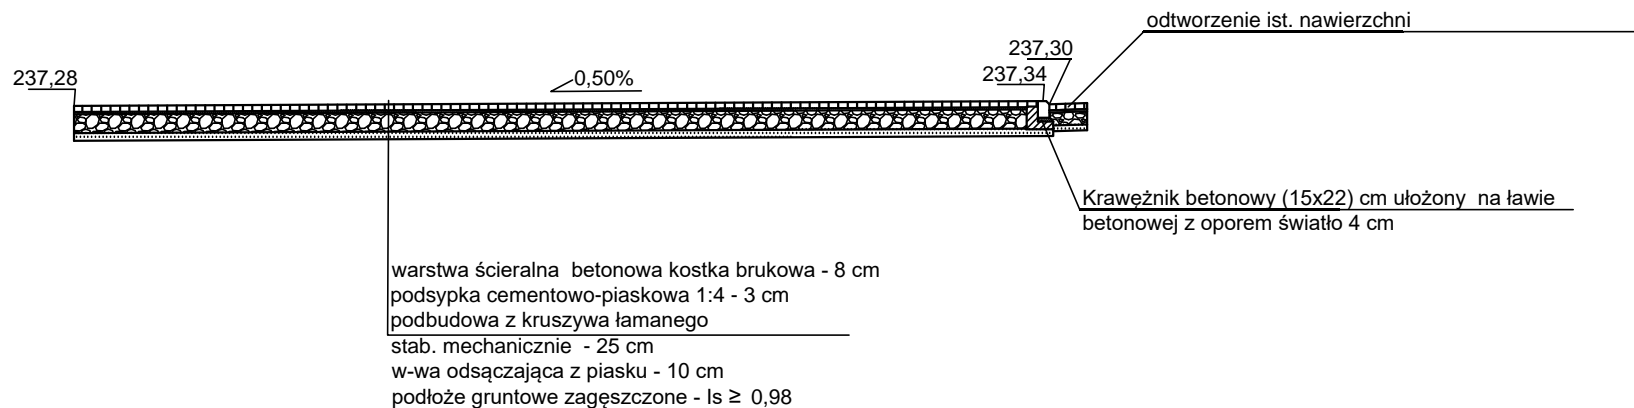 odtworzenie ist. nawierzchni
237,30
237,34
237,28
0,50%
Krawężnik betonowy (15x22) cm ułożony na ławie
betonowej z oporem światło 4 cm
warstwa ścieralna betonowa kostka brukowa - 8 cm
podsypka cementowo-piaskowa 1:4 - 3 cm
podbudowa z kruszywa łamanego
stab. mechanicznie - 25 cm
w-wa odsączająca z piasku - 10 cm
podłoże gruntowe zagęszczone - Is ≥ 0,98